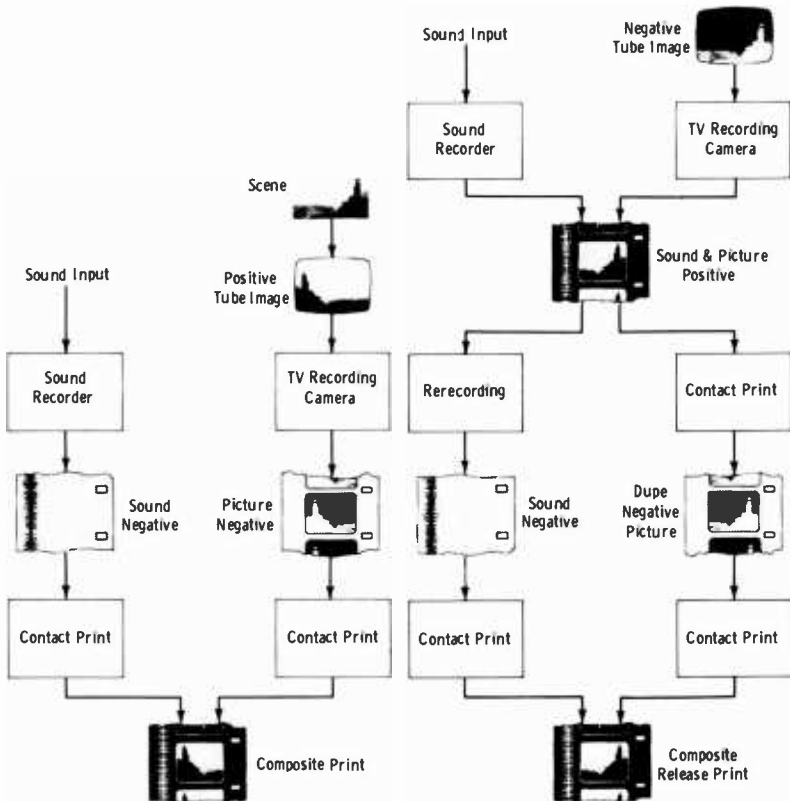 Scene
Positive
Tube Image
Sound Input
Sound
Recorder
TV Recording
Camera
Sound
Negative
Picture
Negative
Contact Print
Contact Print
Composite Print
Sound Input
Negative
Tube Image
Sound
Recorder
TV Recording
Camera
Sound & Picture
Positive
Rerecording
Contact Print
Sound
Negative
Dupe
Negative
Picture
Contact Print
Contact Print
Composite
Release Print